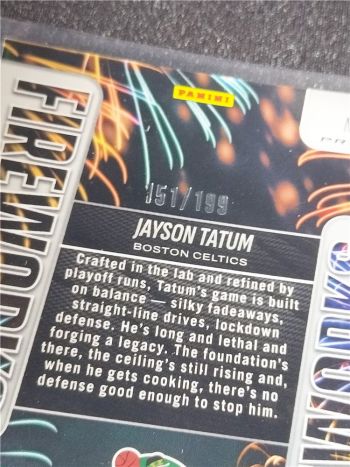 PANINI
FIREWORKS
151/199
JAYSON TATUM
BOSTON CELTICS
Crafted in the lab and refined by
playoff runs, Tatum's game is built
on balance — silky fadeaways,
straight-line drives, lockdown
defense. He's long and lethal and
forging a legacy. The foundation's
there, the ceiling's still rising and,
when he gets cooking, there's no
defense good enough to stop him.